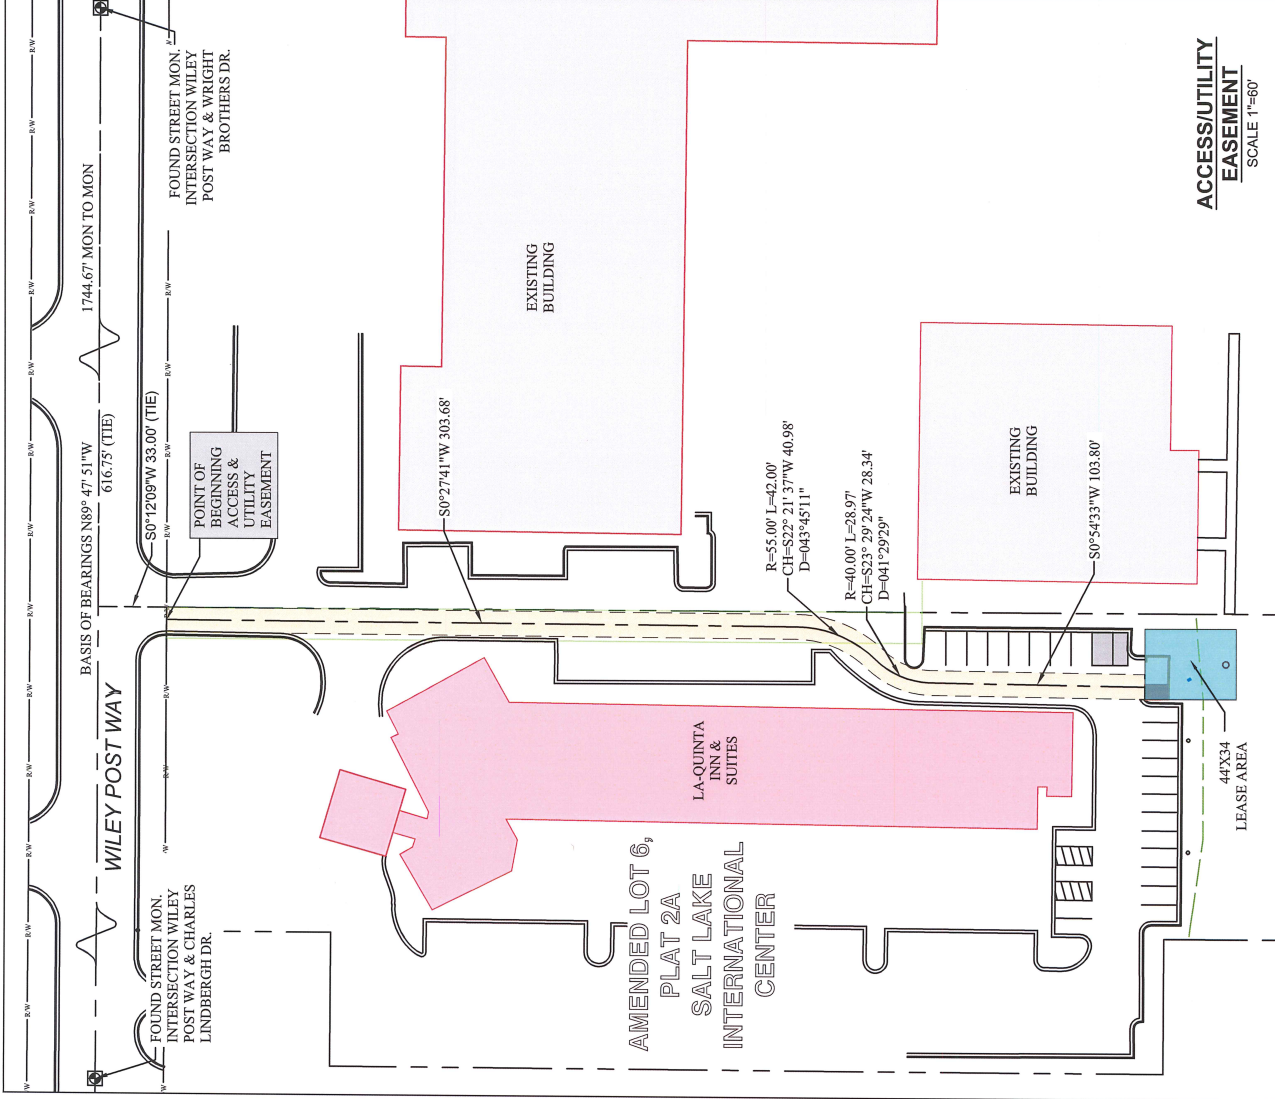 FOUND STREET MON.
INTERSECTION WILEY
POST WAY & WRIGHT
BROTHERS DR.
1744.67' MON TO MON
BASIS OF BEARINGS N89° 47' 51"W
616.75' (TIE)
S0°12'09"W 33.00' (TIE)
POINT OF
BEGINNING
ACCESS &
UTILITY
EASEMENT
WILEY POST WAY
FOUND STREET MON.
INTERSECTION WILEY
POST WAY & CHARLES
LINDBERGH DR.
EXISTING
BUILDING
S0°27'41"W 303.68'
R=55.00' L=42.00'
CH=S22° 21' 37"W 40.98'
D=043°45'11"
R=40.00' L=28.97'
CH=S23° 29' 24"W 28.34'
D=041°29'29"
EXISTING
BUILDING
S0°54'33"W 103.80'
LA-QUINTA
INN &
SUITES
AMENDED LOT 6,
PLAT 2A
SALT LAKE
INTERNATIONAL
CENTER
44'X34
LEASE AREA
ACCESS/UTILITY
EASEMENT
SCALE 1"=60'
R/W
R/W
R/W
R/W
R/W
R/W
R/W
R/W
R/W
R/W
R/W
R/W
W
R/W
R/W
R/W
R/W
R/W
R/W
R/W
W
W